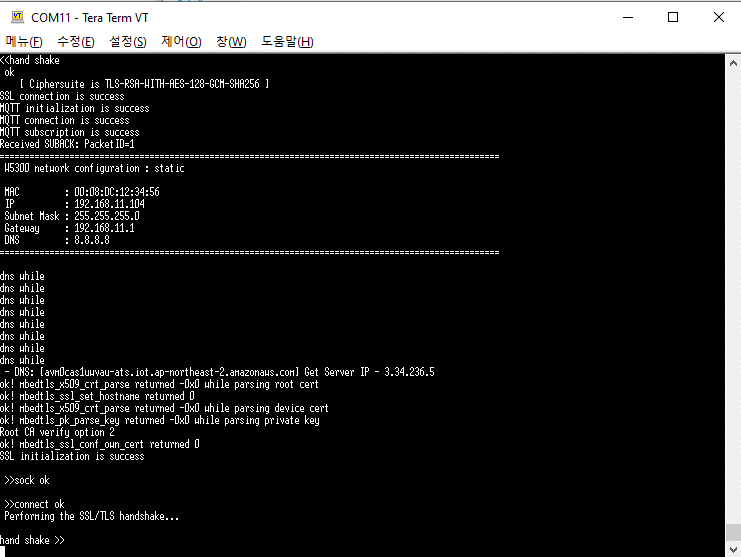 COM11 - Tera Term VT
메뉴(F) 수정(E) 설정(S) 제어(O) 창(W) 도움말(H)
<<hand shake
ok
[ Ciphersuite is TLS-RSA-WITH-AES-128-GCM-SHA256 ]
SSL connection is success
MQTT initialization is success
MQTT connection is success
MQTT subscription is success
Received SUBACK: PacketID=1
====================================================================================================
W5300 network configuration : static
MAC : 00:08:DC:12:34:56
IP : 192.168.11.104
Subnet Mask : 255.255.255.0
Gateway : 192.168.11.1
DNS : 8.8.8.8
====================================================================================================
dns while
dns while
dns while
dns while
dns while
dns while
dns while
dns while
- DNS: [avm0cas1uwvau-ats.iot.ap-northeast-2.amazonaws.com] Get Server IP - 3.34.236.5
ok! mbedtls_x509_crt_parse returned -0x0 while parsing root cert
ok! mbedtls_ssl_set_hostname returned 0
ok! mbedtls_x509_crt_parse returned -0x0 while parsing device cert
ok! mbedtls_pk_parse_key returned -0x0 while parsing private key
Root CA verify option 2
ok! mbedtls_ssl_conf_own_cert returned 0
SSL initialization is success
>>sock ok
>>connect ok
Performing the SSL/TLS handshake...
hand shake >>